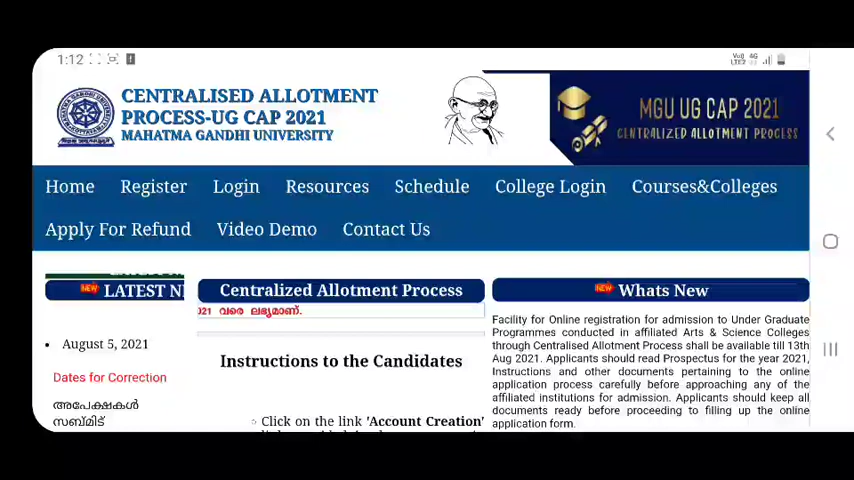 1:12
VoLTE2 4G
CENTRALISED ALLOTMENT
PROCESS-UG CAP 2021
MAHATMA GANDHI UNIVERSITY
MGU UG CAP 2021
CENTRALIZED ALLOTMENT PROCESS
Home Register Login Resources Schedule College Login Courses&Colleges
Apply For Refund Video Demo Contact Us
NEW LATEST N
August 5, 2021
Dates for Correction
അപേക്ഷകൾ
സബ്മിട്
Centralized Allotment Process
021 വരെ ലഭ്യമാണ്.
Instructions to the Candidates
Click on the link 'Account Creation'
NEW Whats New
Facility for Online registration for admission to Under Graduate
Programmes conducted in affiliated Arts & Science Colleges
through Centralised Allotment Process shall be available till 13th
Aug 2021. Applicants should read Prospectus for the year 2021,
Instructions and other documents pertaining to the online
application process carefully before approaching any of the
affiliated institutions for admission. Applicants should keep all
documents ready before proceeding to filling up the online
application form.